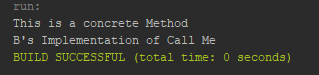 run:
This is a concrete Method
B's Implementation of Call Me
BUILD SUCCESSFUL (total time: 0 seconds)